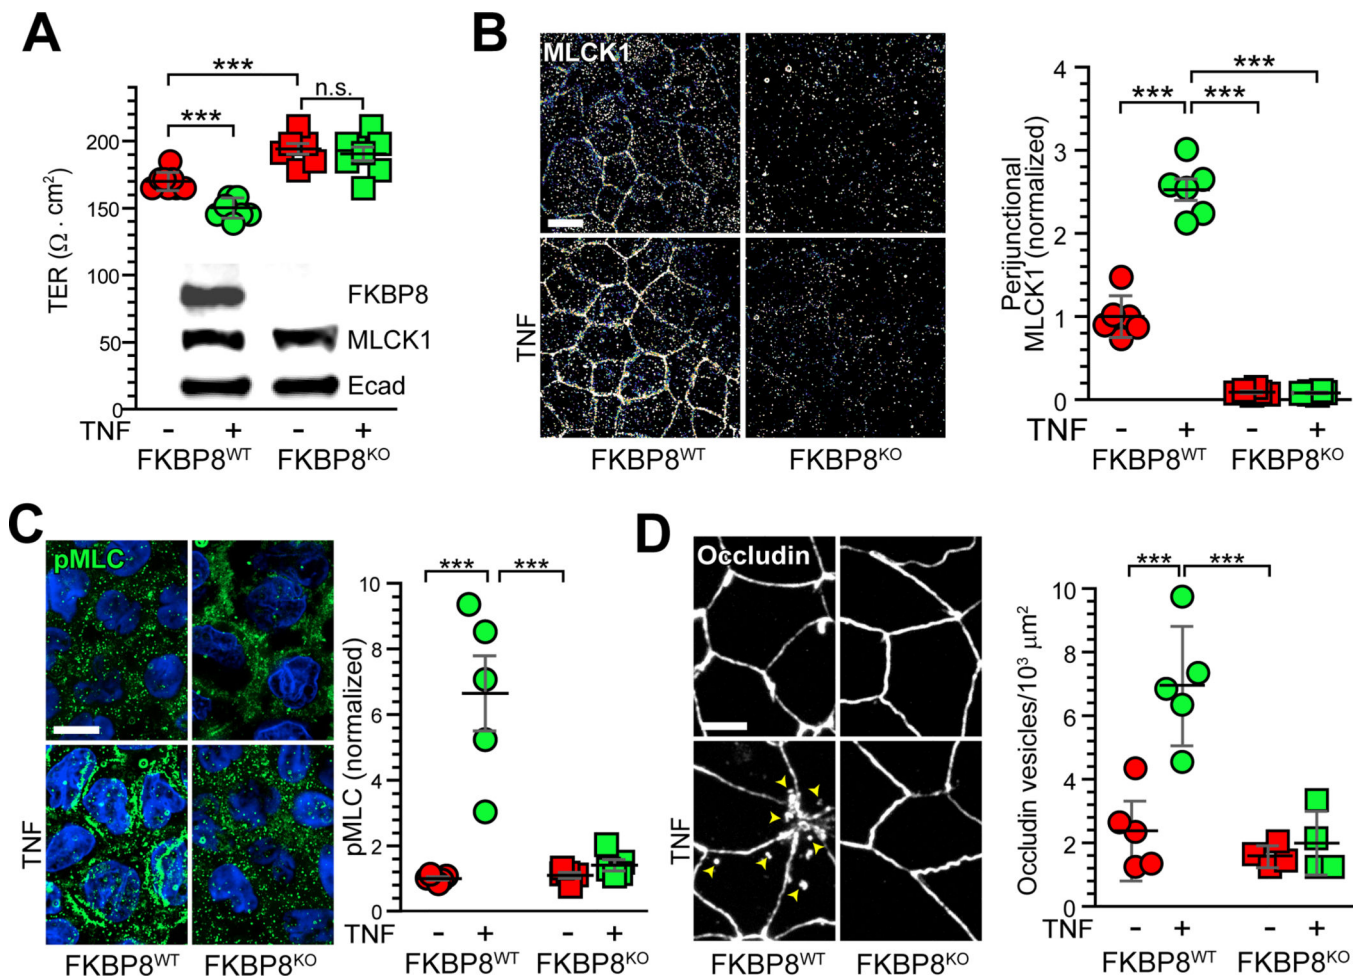 A
***
***
n.s.
TER (Ω · cm²)
200
150
100
50
0
FKBP8
MLCK1
Ecad
TNF - + - +
FKBP8ᵂᵀ FKBP8ᴷᴼ
B
MLCK1
TNF
FKBP8ᵂᵀ FKBP8ᴷᴼ
Perijunctional
MLCK1 (normalized)
4
3
2
1
0
***
*** ***
TNF - + - +
FKBP8ᵂᵀ FKBP8ᴷᴼ
C
pMLC
TNF
FKBP8ᵂᵀ FKBP8ᴷᴼ
pMLC (normalized)
10
8
6
4
2
0
*** ***
TNF - + - +
FKBP8ᵂᵀ FKBP8ᴷᴼ
D
Occludin
TNF
FKBP8ᵂᵀ FKBP8ᴷᴼ
Occludin vesicles/10³ µm²
10
8
6
4
2
0
*** ***
TNF - + - +
FKBP8ᵂᵀ FKBP8ᴷᴼ